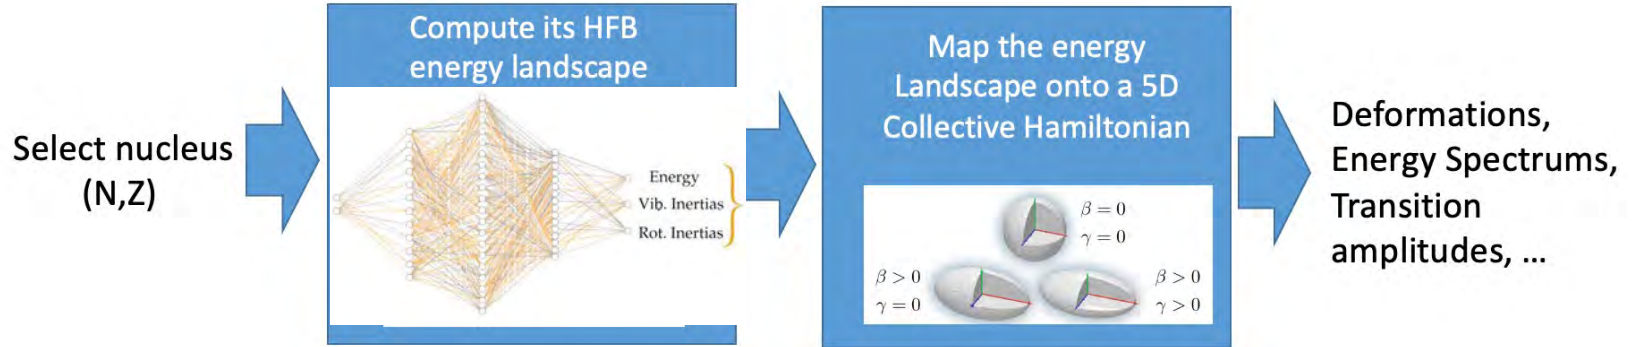 Select nucleus
(N,Z)
Compute its HFB
energy landscape
Energy
Vib. Inertias
Rot. Inertias
Map the energy
Landscape onto a 5D
Collective Hamiltonian
β = 0
γ = 0
β > 0
γ = 0
β > 0
γ > 0
Deformations,
Energy Spectrums,
Transition
amplitudes, ...